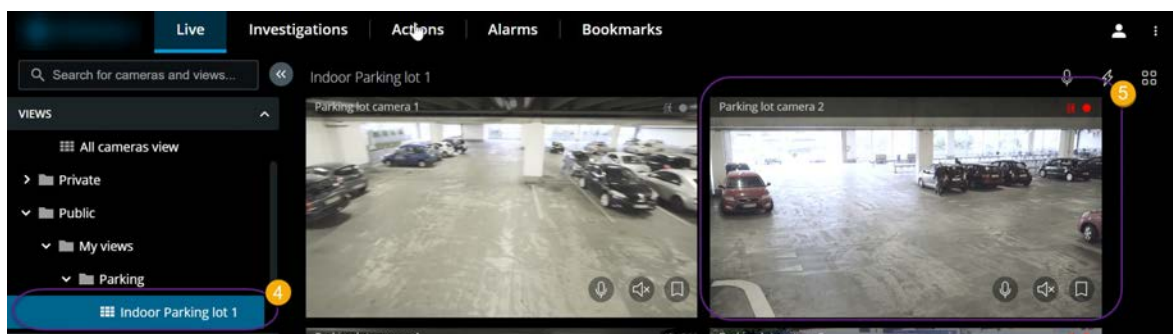 Live Investigations Actions Alarms Bookmarks
Search for cameras and views...
Indoor Parking lot 1
5
VIEWS
Parking lot camera 1
Parking lot camera 2
All cameras view
Private
Public
My views
Parking
4
Indoor Parking lot 1